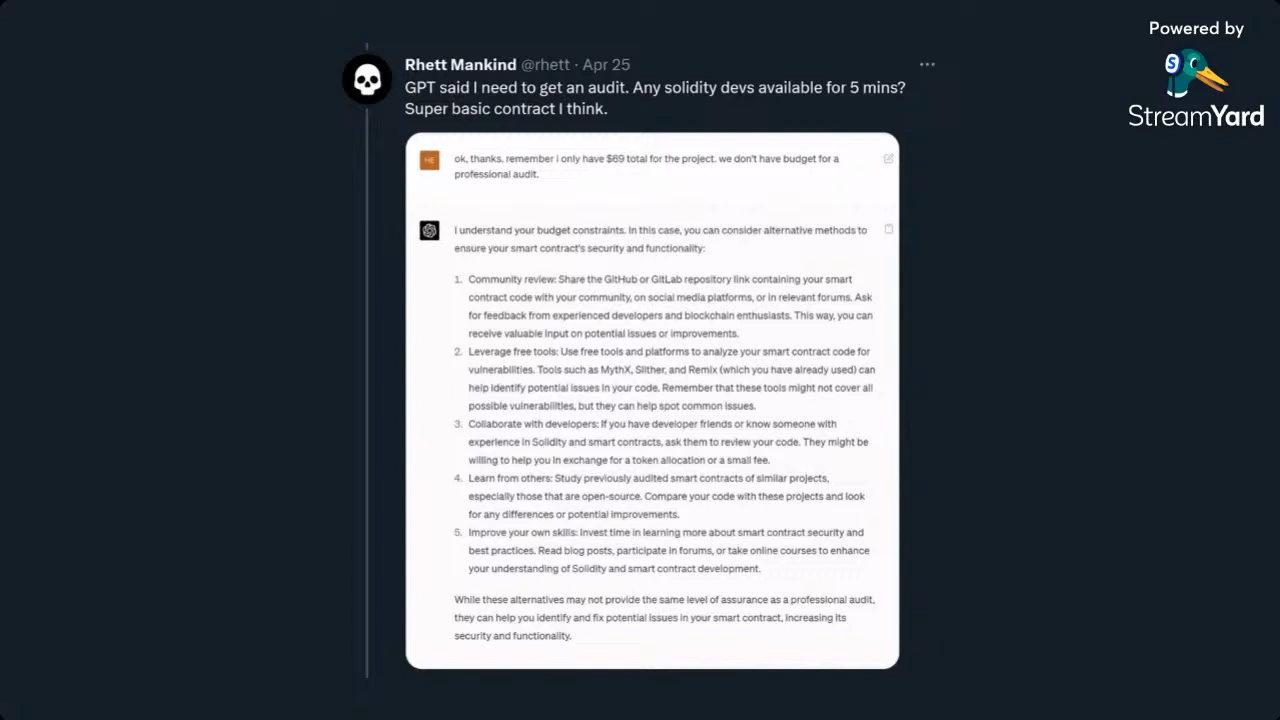 Powered by
StreamYard
Rhett Mankind @rhett · Apr 25
GPT said I need to get an audit. Any solidity devs available for 5 mins?
Super basic contract I think.
HE
ok, thanks. remember i only have $69 total for the project. we don't have budget for a
professional audit.
I understand your budget constraints. In this case, you can consider alternative methods to
ensure your smart contract's security and functionality:
1. Community review: Share the GitHub or GitLab repository link containing your smart
contract code with your community, on social media platforms, or in relevant forums. Ask
for feedback from experienced developers and blockchain enthusiasts. This way, you can
receive valuable input on potential issues or improvements.
2. Leverage free tools: Use free tools and platforms to analyze your smart contract code for
vulnerabilities. Tools such as MythX, Slither, and Remix (which you have already used) can
help identify potential issues in your code. Remember that these tools might not cover all
possible vulnerabilities, but they can help spot common issues.
3. Collaborate with developers: If you have developer friends or know someone with
experience in Solidity and smart contracts, ask them to review your code. They might be
willing to help you in exchange for a token allocation or a small fee.
4. Learn from others: Study previously audited smart contracts of similar projects,
especially those that are open-source. Compare your code with these projects and look
for any differences or potential improvements.
5. Improve your own skills: Invest time in learning more about smart contract security and
best practices. Read blog posts, participate in forums, or take online courses to enhance
your understanding of Solidity and smart contract development.
While these alternatives may not provide the same level of assurance as a professional audit,
they can help you identify and fix potential issues in your smart contract, increasing its
security and functionality.